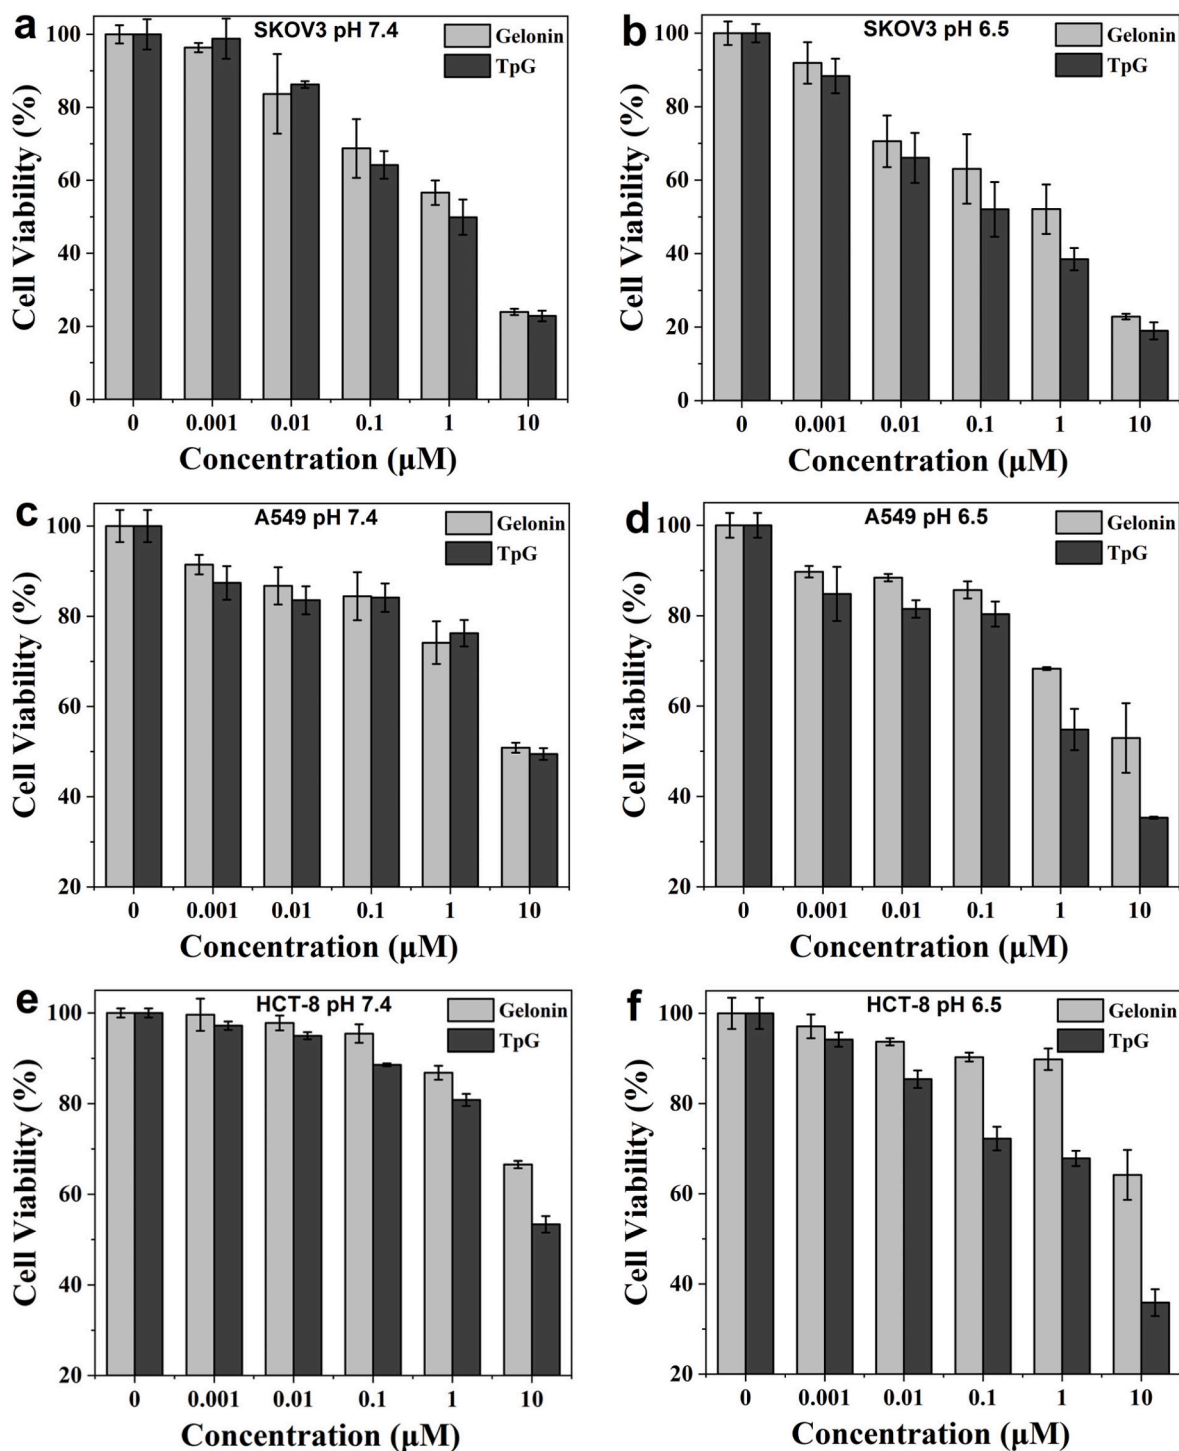 a
SKOV3 pH 7.4
Gelonin
TpG
100
80
60
40
20
0
Cell Viability (%)
0 0.001 0.01 0.1 1 10
Concentration (μM)
b
SKOV3 pH 6.5
Gelonin
TpG
100
80
60
40
20
0
Cell Viability (%)
0 0.001 0.01 0.1 1 10
Concentration (μM)
c
A549 pH 7.4
Gelonin
TpG
100
80
60
40
20
Cell Viability (%)
0 0.001 0.01 0.1 1 10
Concentration (μM)
d
A549 pH 6.5
Gelonin
TpG
100
80
60
40
20
Cell Viability (%)
0 0.001 0.01 0.1 1 10
Concentration (μM)
e
HCT-8 pH 7.4
Gelonin
TpG
100
80
60
40
20
Cell Viability (%)
0 0.001 0.01 0.1 1 10
Concentration (μM)
f
HCT-8 pH 6.5
Gelonin
TpG
100
80
60
40
20
Cell Viability (%)
0 0.001 0.01 0.1 1 10
Concentration (μM)